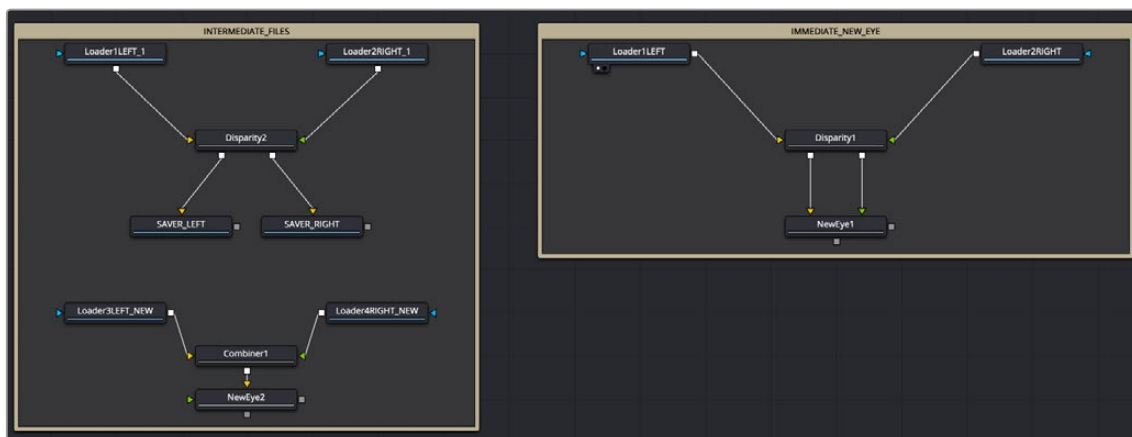 INTERMEDIATE_FILES
Loader1LEFT_1
Loader2RIGHT_1
Disparity2
SAVER_LEFT
SAVER_RIGHT
Loader3LEFT_NEW
Loader4RIGHT_NEW
Combiner1
NewEye2
IMMEDIATE_NEW_EYE
Loader1LEFT
Loader2RIGHT
Disparity1
NewEye1